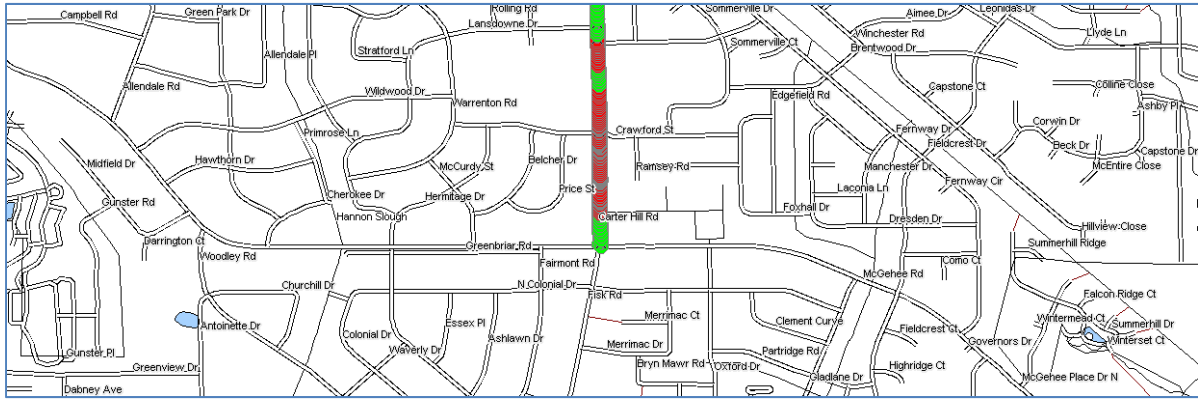 Campbell Rd
Green Park Dr
Rolling Rd
Lansdowne Dr
Sommerville Dr
Aimee Dr
Leonidas Dr
Winchester Rd
Llyde Ln
Stratford Ln
Allendale Pl
Sommerville Ct
Brentwood Dr
Allendale Rd
Wildwood Dr
Warrenton Rd
Edgefield Rd
Capstone Ct
Colline Close
Ashby Pl
Primrose Ln
Crawford St
Fernway Dr
Corwin Dr
Fieldcrest Dr
Beck Dr
Capstone Dr
Midfield Dr
Hawthorn Dr
McCurdy St
Belcher Dr
Ramsey Rd
Manchester Dr
McEntire Close
Fernway Cir
Cherokee Dr
Hermitage Dr
Price St
Laconia Ln
Gunster Rd
Hannon Slough
Carter Hill Rd
Foxhall Dr
Dresden Dr
Hillview Close
Darrington Ct
Greenbriar Rd
Summerhill Ridge
Woodley Rd
Fairmont Rd
Como Ct
McGehee Rd
Churchill Dr
N Colonial Dr
Fisk Rd
Falcon Ridge Ct
Antoinette Dr
Essex Pl
Merrimac Ct
Clement Curve
Wintermead Ct
Summerhill Dr
Colonial Dr
Ashlawn Dr
Fieldcrest Ct
Governors Dr
Winterset Ct
Gunster Pl
Waverly Dr
Merrimac Dr
Partridge Rd
Greenview Dr
Bryn Mawr Rd
Oxford Dr
Highridge Ct
Gladlane Dr
McGehee Place Dr N
Dabney Ave